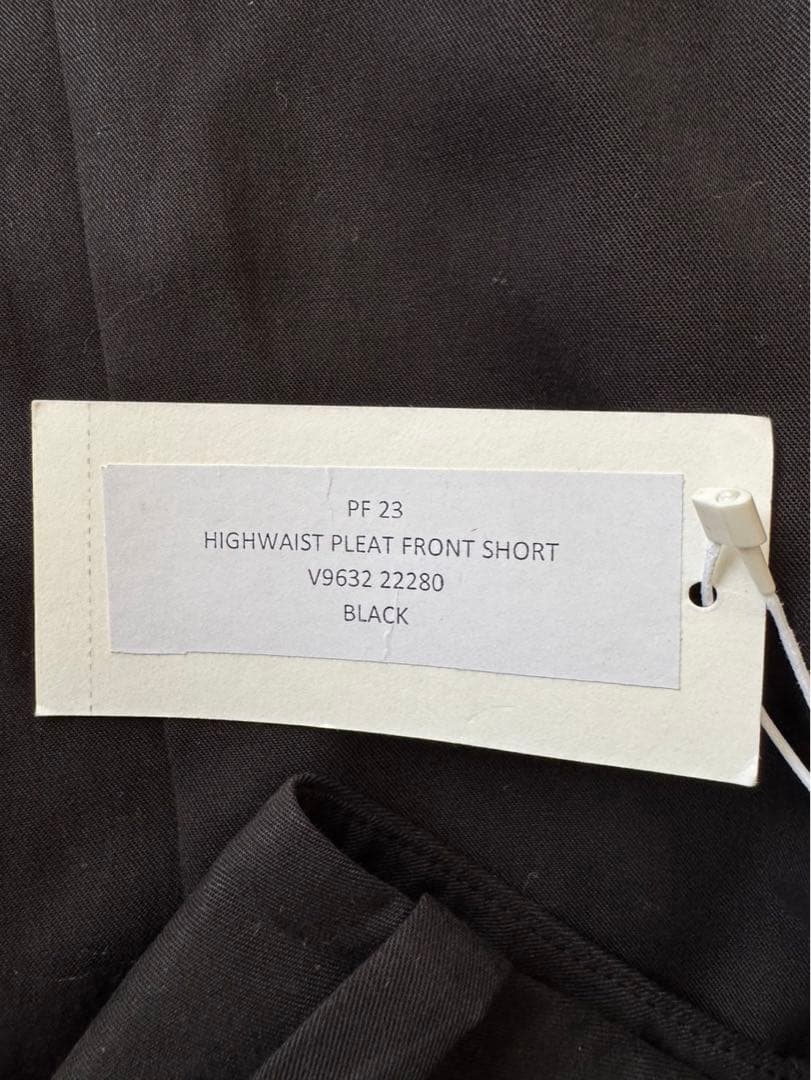 PF 23
HIGHWAIST PLEAT FRONT SHORT
V9632 22280
BLACK